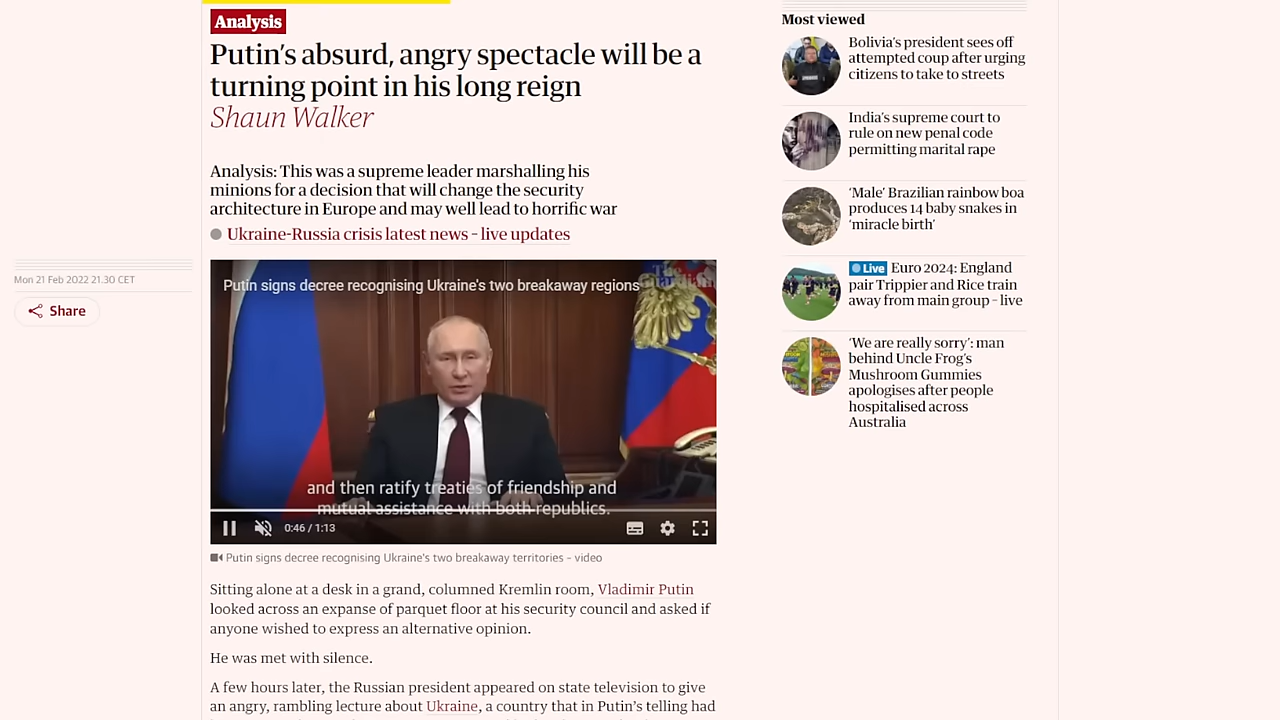 Analysis
Putin’s absurd, angry spectacle will be a
turning point in his long reign
Shaun Walker
Analysis: This was a supreme leader marshalling his
minions for a decision that will change the security
architecture in Europe and may well lead to horrific war
Ukraine-Russia crisis latest news – live updates
Mon 21 Feb 2022 21.30 CET
Share
The Guardian
Putin signs decree recognising Ukraine's two breakaway regions
and then ratify treaties of friendship and
mutual assistance with both republics.
0:46 / 1:13
Putin signs decree recognising Ukraine's two breakaway territories – video
Sitting alone at a desk in a grand, columned Kremlin room, Vladimir Putin
looked across an expanse of parquet floor at his security council and asked if
anyone wished to express an alternative opinion.
He was met with silence.
A few hours later, the Russian president appeared on state television to give
an angry, rambling lecture about Ukraine, a country that in Putin’s telling had
Most viewed
Bolivia’s president sees off
attempted coup after urging
citizens to take to streets
India’s supreme court to
rule on new penal code
permitting marital rape
‘Male’ Brazilian rainbow boa
produces 14 baby snakes in
‘miracle birth’
Live Euro 2024: England
pair Trippier and Rice train
away from main group – live
‘We are really sorry’: man
behind Uncle Frog’s
Mushroom Gummies
apologises after people
hospitalised across
Australia